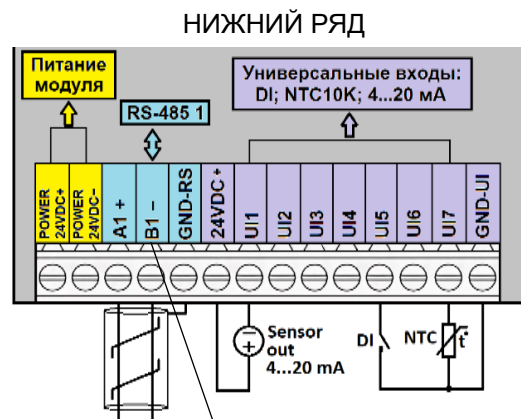 НИЖНИЙ РЯД
Питание
модуля
RS-485 1
Универсальные входы:
DI; NTC10K; 4...20 мА
POWER
24VDC+
POWER
24VDC−
A1 +
B1 −
GND-RS
24VDC+
UI1
UI2
UI3
UI4
UI5
UI6
UI7
GND-UI
Sensor
out
4...20 mA
DI
NTC
t°